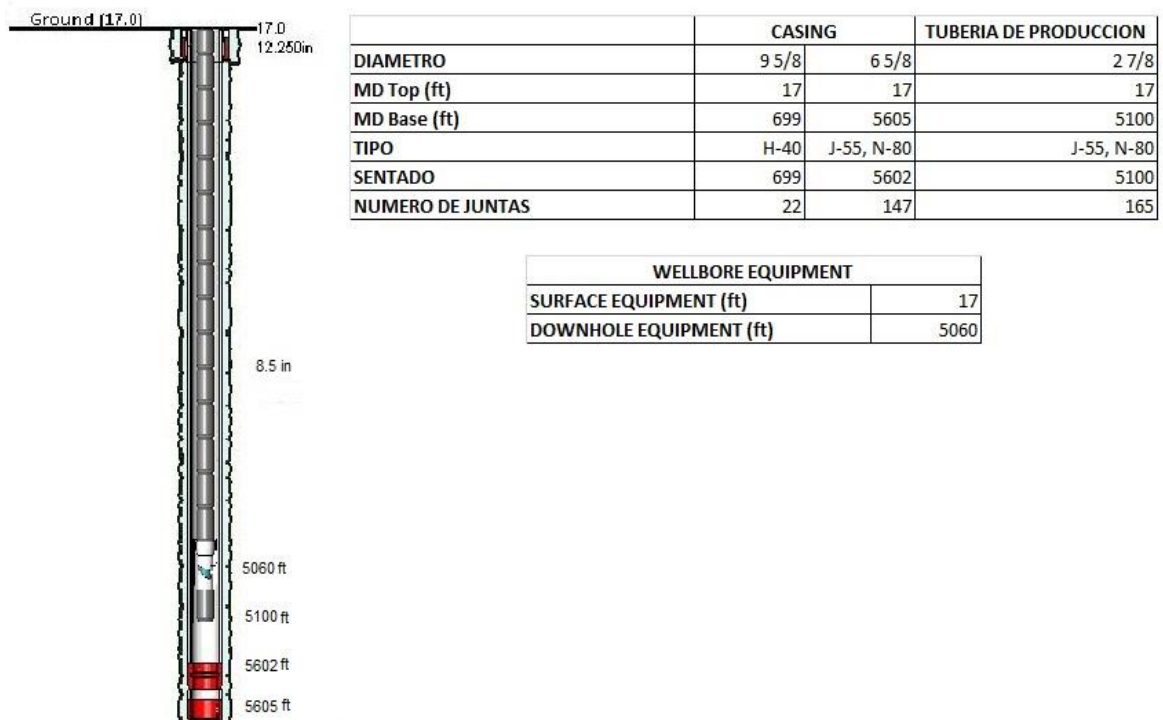 Ground (17.0)
17.0
12.250in
8.5 in
5060 ft
5100 ft
5602 ft
5605 ft
CASING TUBERIA DE PRODUCCION
DIAMETRO 9 5/8 6 5/8 2 7/8
MD Top (ft) 17 17 17
MD Base (ft) 699 5605 5100
TIPO H-40 J-55, N-80 J-55, N-80
SENTADO 699 5602 5100
NUMERO DE JUNTAS 22 147 165
WELLBORE EQUIPMENT
SURFACE EQUIPMENT (ft) 17
DOWNHOLE EQUIPMENT (ft) 5060